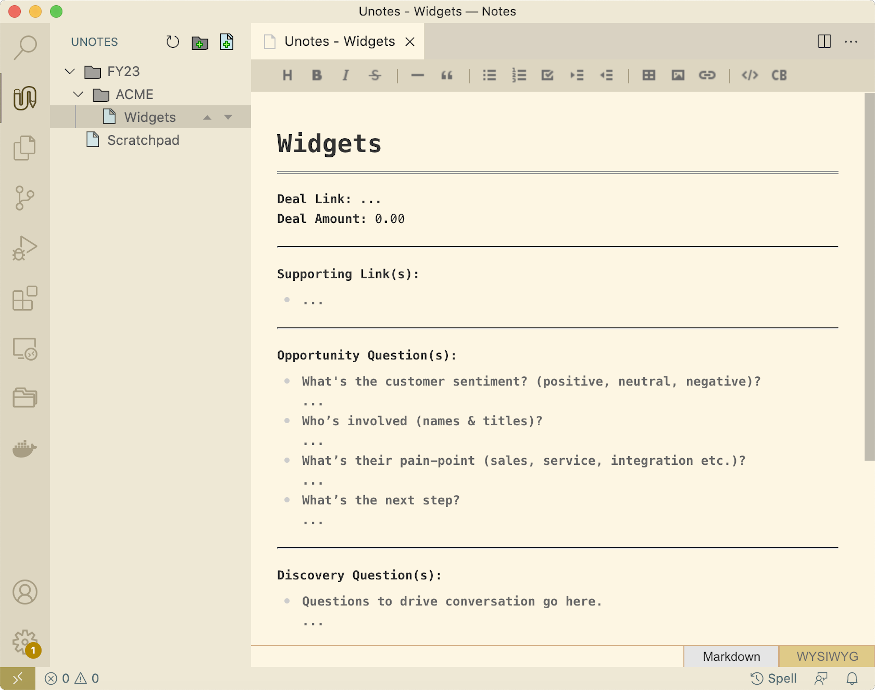 Unotes - Widgets — Notes
UNOTES
Unotes - Widgets
FY23
ACME
Widgets
Scratchpad
H B I S — “ </> CB
Widgets
Deal Link: ...
Deal Amount: 0.00
Supporting Link(s):
...
Opportunity Question(s):
What's the customer sentiment? (positive, neutral, negative)?
...
Who’s involved (names & titles)?
...
What’s their pain-point (sales, service, integration etc.)?
...
What’s the next step?
...
Discovery Question(s):
Questions to drive conversation go here.
...
Markdown WYSIWYG
1
0 0 Spell